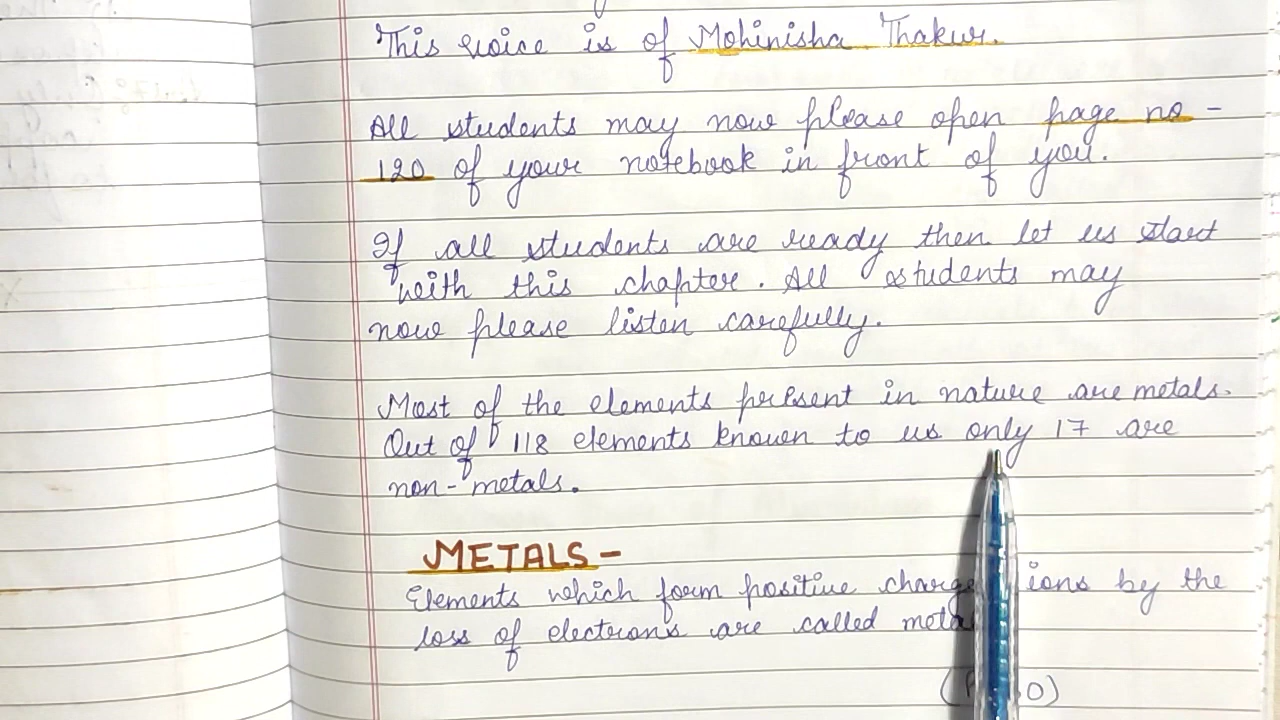 This voice is of Mohinisha Thakur.
All students may now please open page no -
120 of your notebook in front of you.
If all students are ready then let us start
with this chapter. All students may
now please listen carefully.
Most of the elements present in nature are metals.
Out of 118 elements known to us only 17 are
non-metals.
METALS -
Elements which form positive charge ions by the
loss of electrons are called